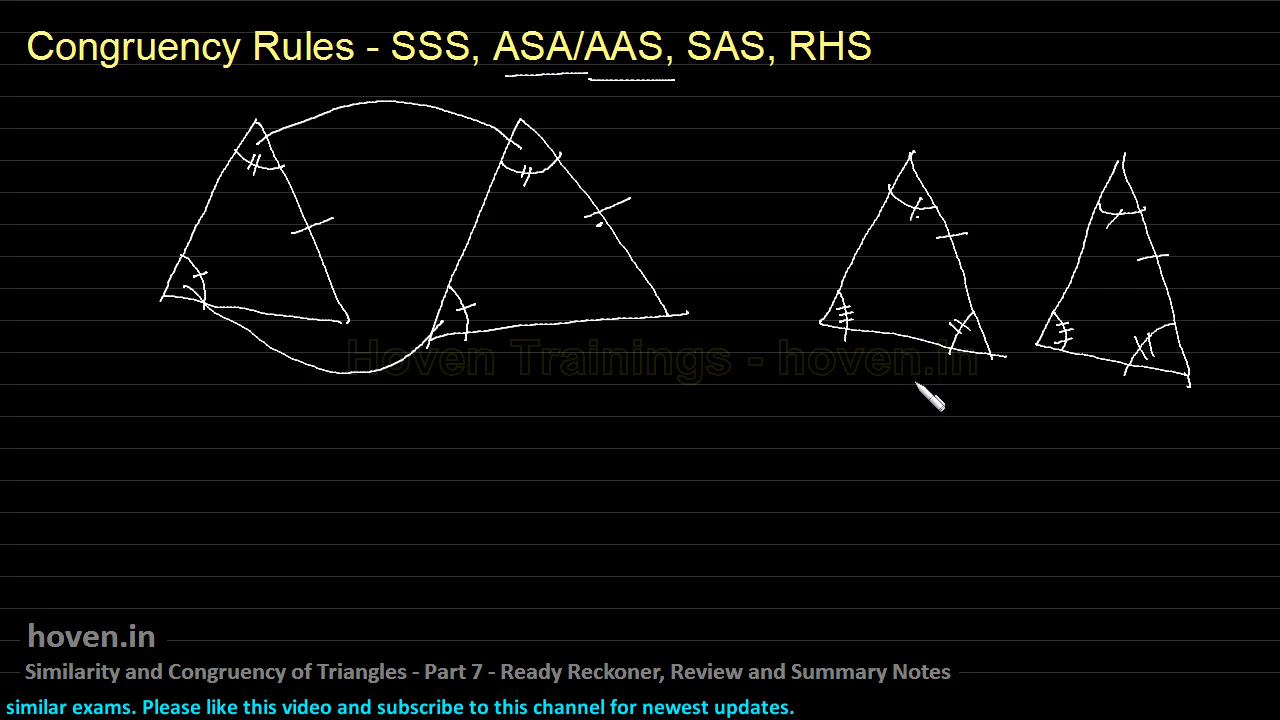 Congruency Rules - SSS, ASA/AAS, SAS, RHS
Hoven Trainings - hoven.in
hoven.in
Similarity and Congruency of Triangles - Part 7 - Ready Reckoner, Review and Summary Notes
similar exams. Please like this video and subscribe to this channel for newest updates.